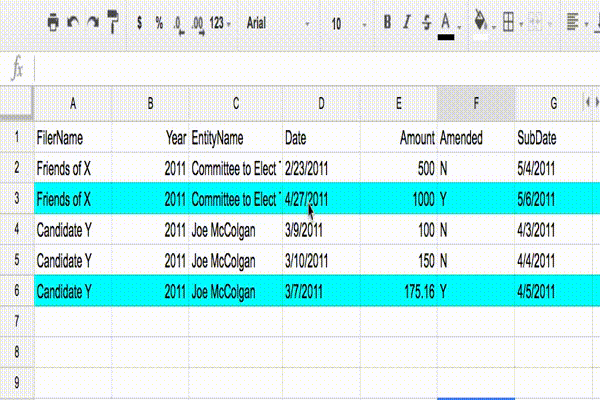 $ % .0 .00 123 Arial 10 B I S A
fx
A B C D E F G
1 FilerName Year EntityName Date Amount Amended SubDate
2 Friends of X 2011 Committee to Elect 2/23/2011 500 N 5/4/2011
3 Friends of X 2011 Committee to Elect 4/27/2011 1000 Y 5/6/2011
4 Candidate Y 2011 Joe McColgan 3/9/2011 100 N 4/3/2011
5 Candidate Y 2011 Joe McColgan 3/10/2011 150 N 4/4/2011
6 Candidate Y 2011 Joe McColgan 3/7/2011 175.16 Y 4/5/2011
7
8
9